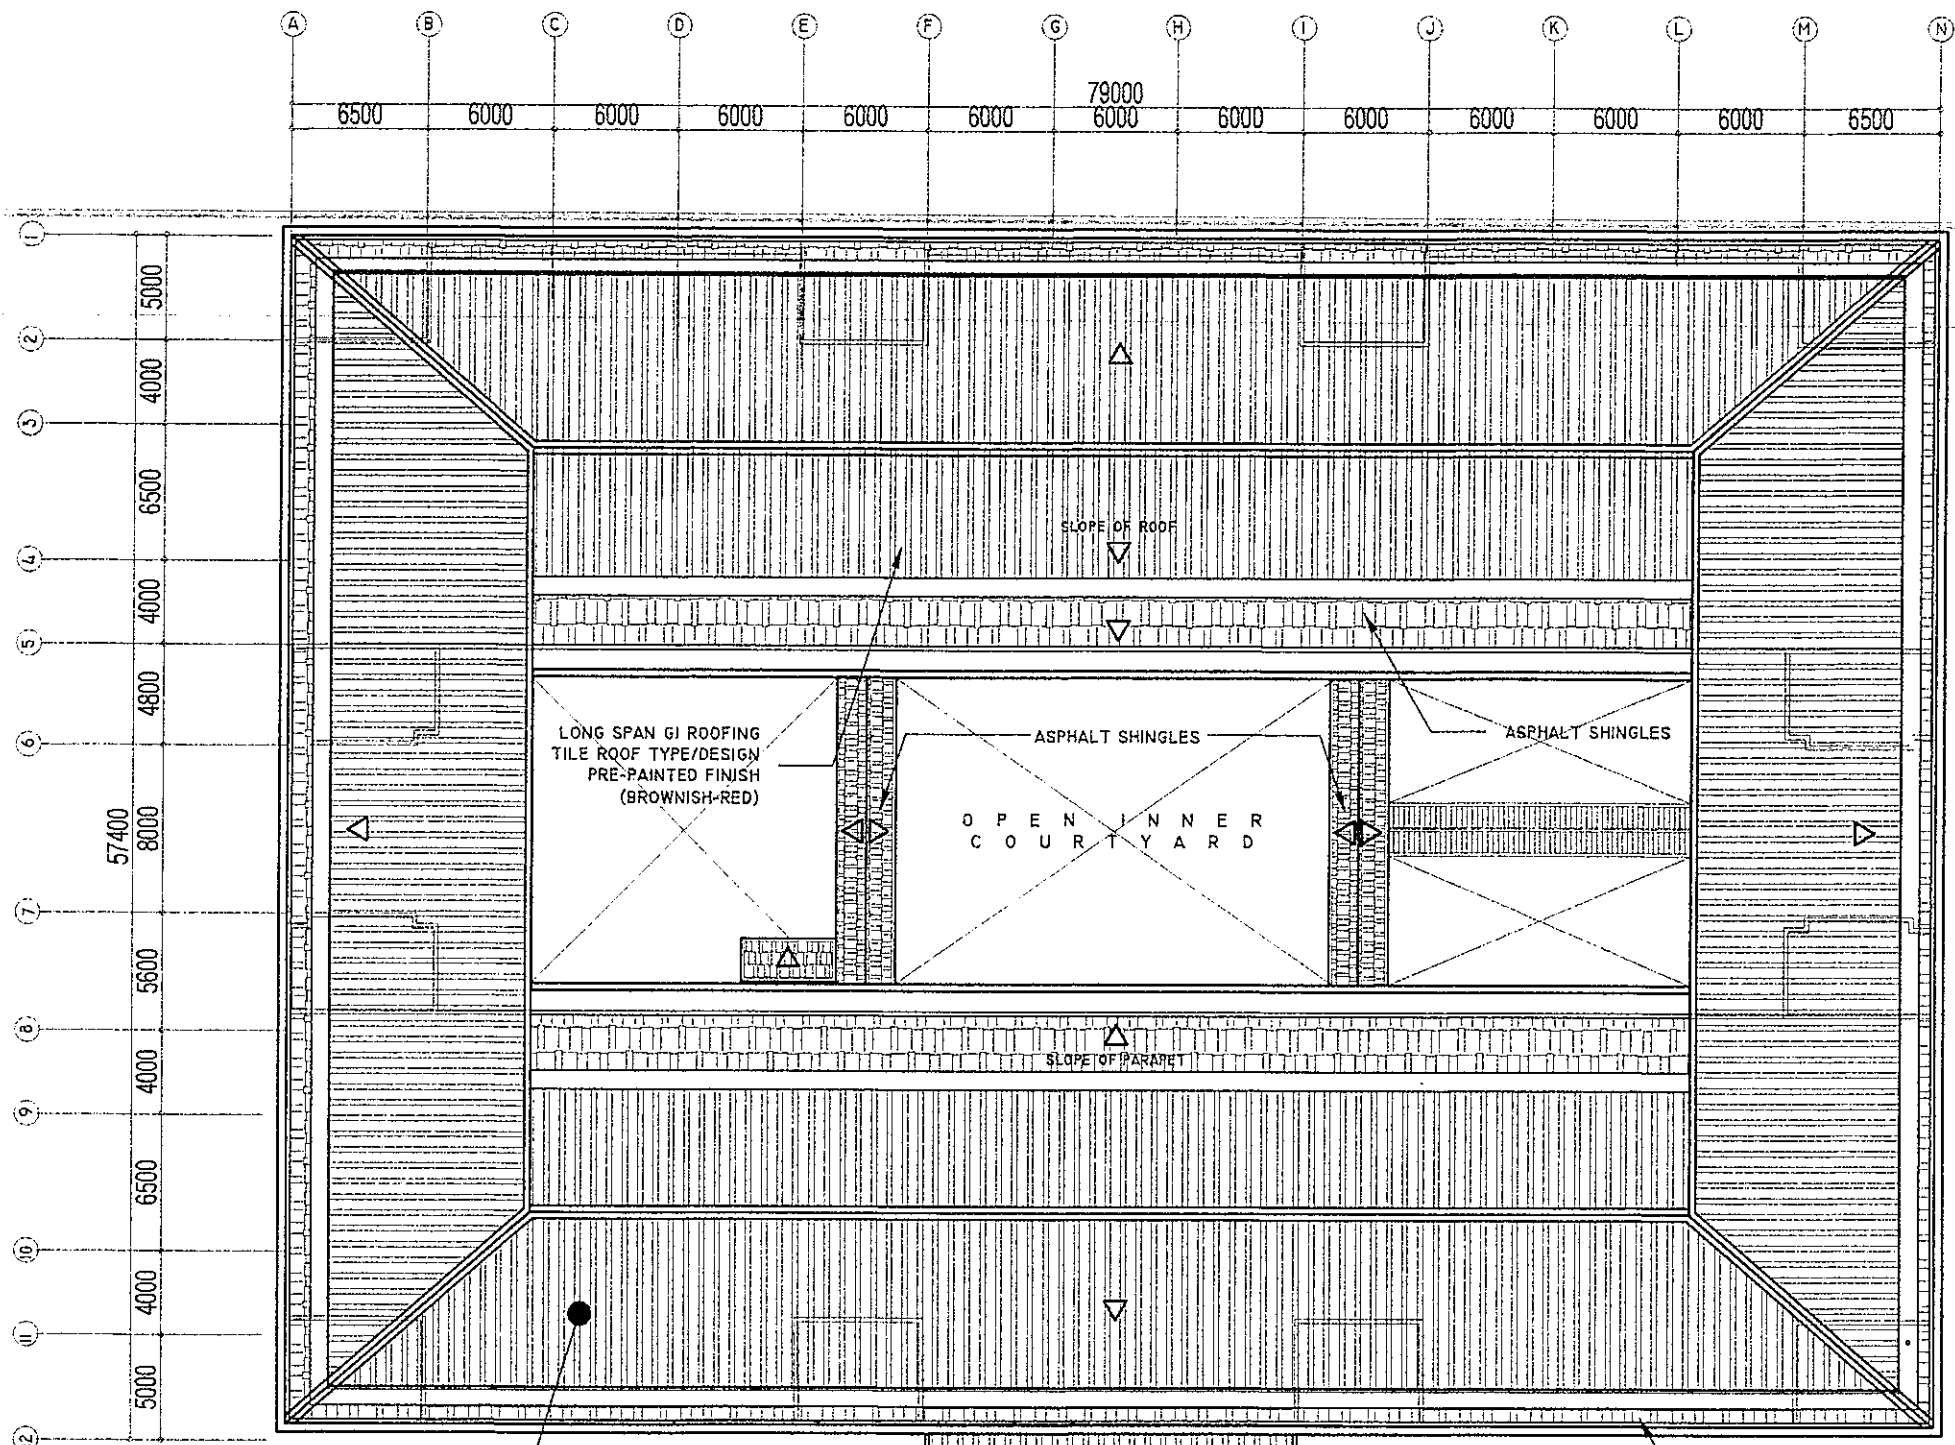 A B C D E F G H I J K L M N
79000
6500 6000 6000 6000 6000 6000 6000 6000 6000 6000 6000 6000 6500
1
5000
2
4000
3
6500
4
4000
5
4800
6
57400
8000
7
5600
8
4000
9
6500
10
4000
11
5000
SLOPE OF ROOF
LONG SPAN GI ROOFING
TILE ROOF TYPE/DESIGN
PRE-PAINTED FINISH
(BROWNISH-RED)
ASPHALT SHINGLES
ASPHALT SHINGLES
OPEN INNER
COURTYARD
SLOPE OF PARAPET